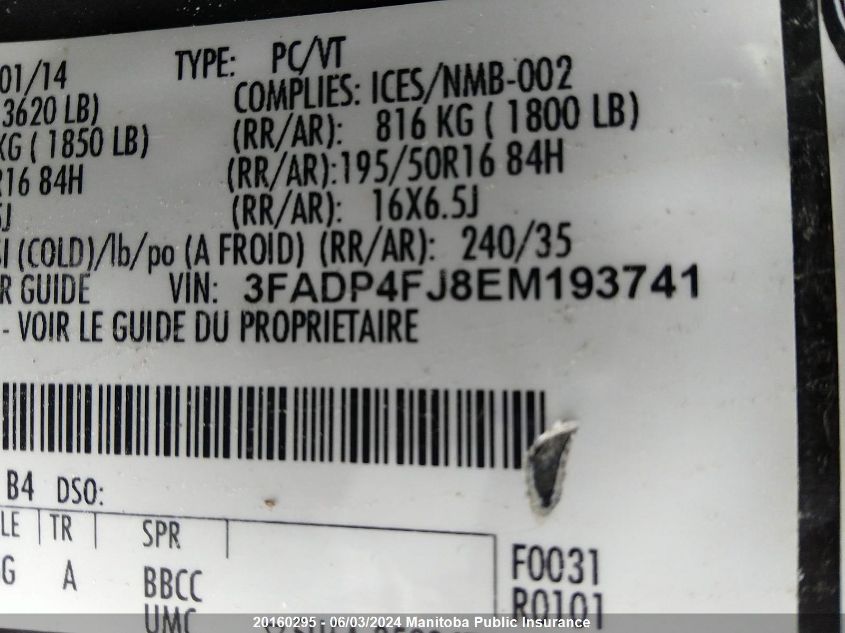 01/14 TYPE: PC/VT
3620 LB) COMPLIES: ICES/NMB-002
KG ( 1850 LB) (RR/AR): 816 KG ( 1800 LB)
R16 84H (RR/AR):195/50R16 84H
(RR/AR): 16X6.5J
(COLD)/lb/po (A FROID) (RR/AR): 240/35
R GUIDE VIN: 3FADP4FJ8EM193741
- VOIR LE GUIDE DU PROPRIETAIRE
B4 DSO:
LE TR SPR
G A BBCC F0031
UMC R0101
20160295 - 06/03/2024 Manitoba Public Insurance